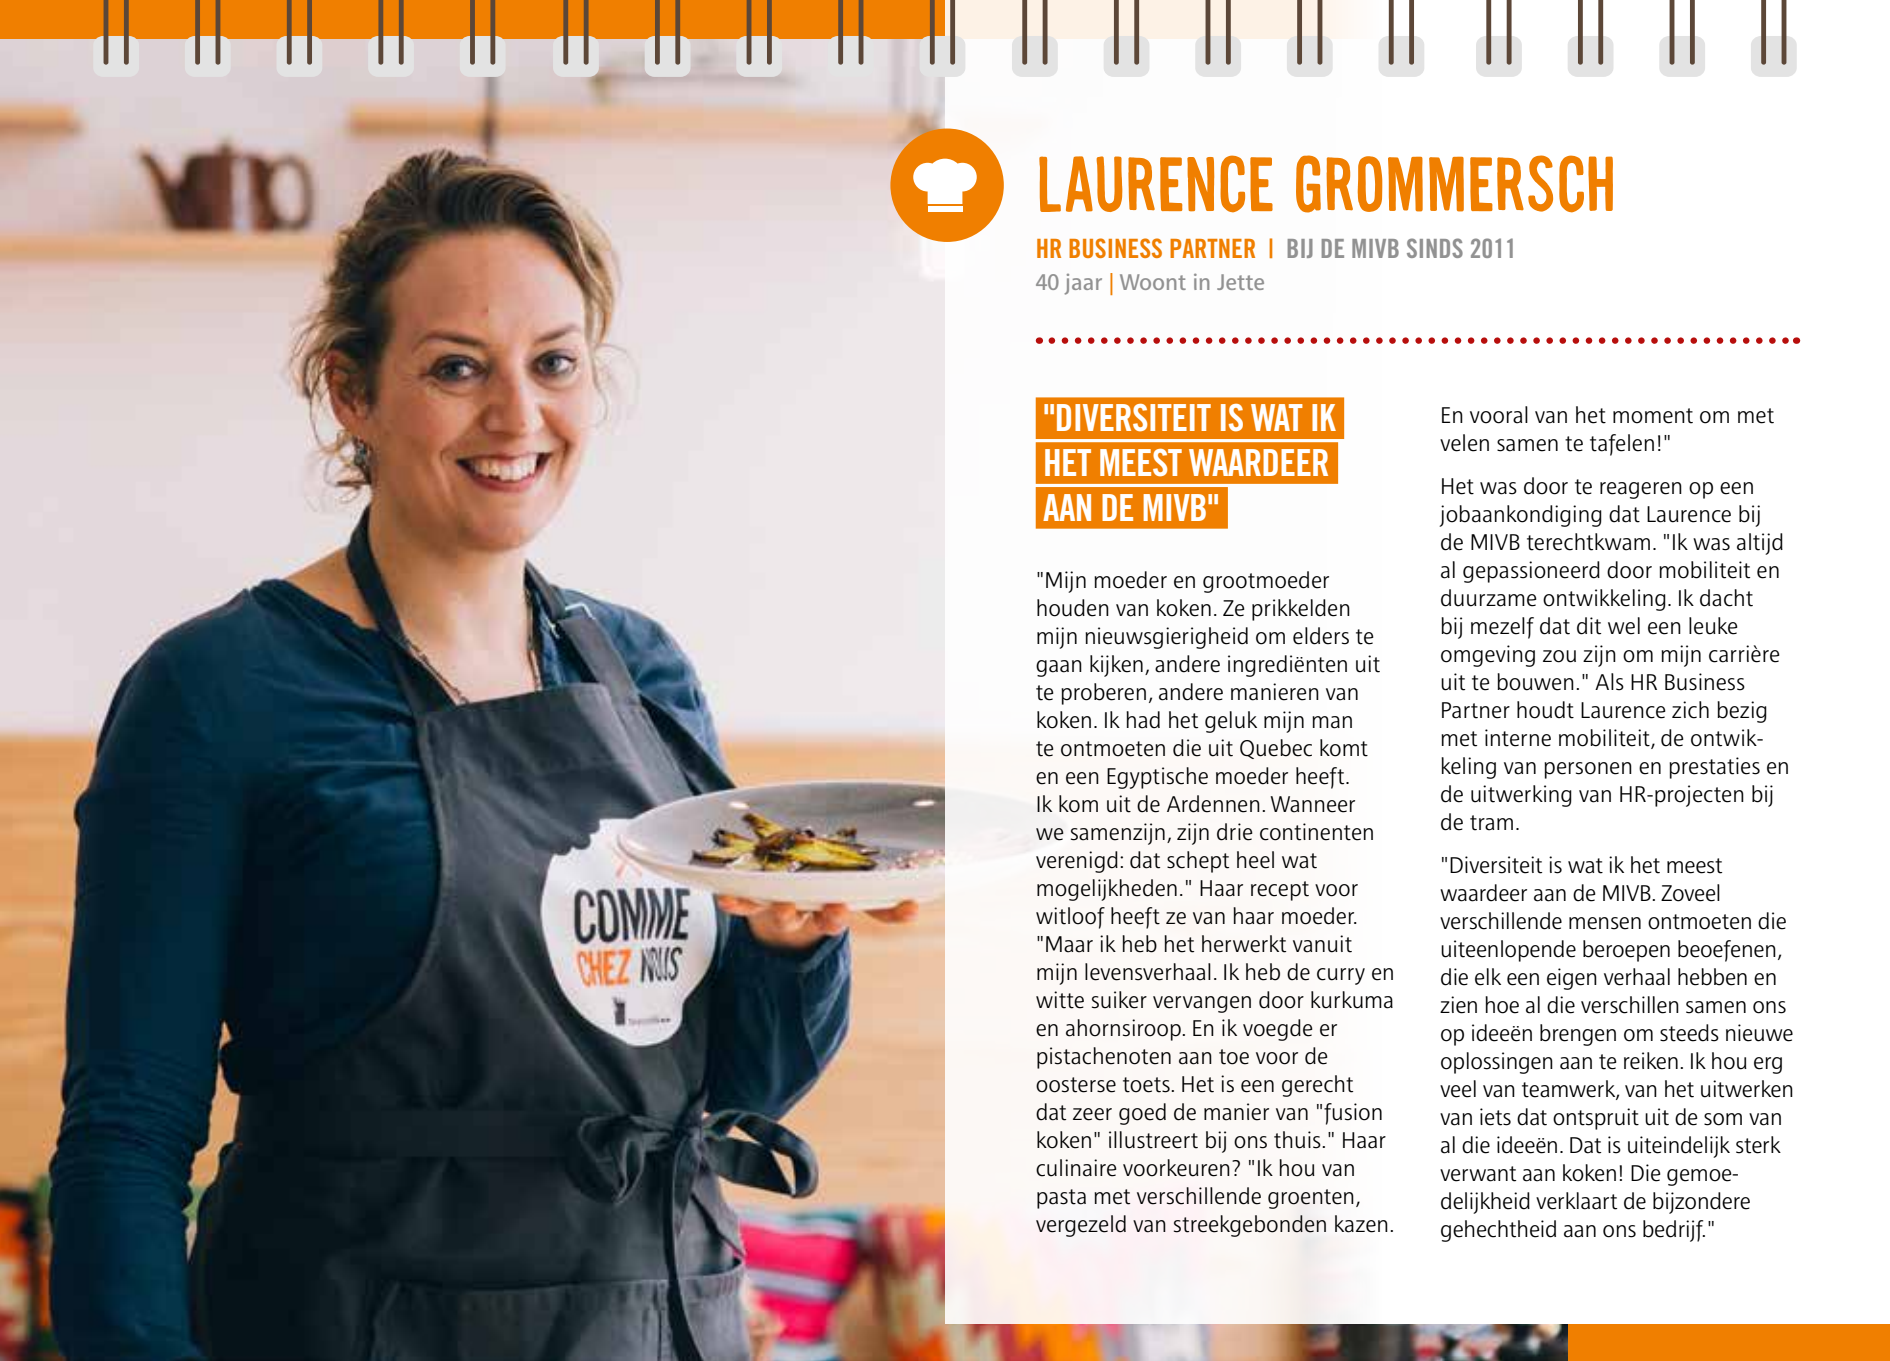 LAURENCE GROMMERSCH
HR BUSINESS PARTNER | BIJ DE MIVB SINDS 2011
40 jaar | Woont in Jette
"DIVERSITEIT IS WAT IK
HET MEEST WAARDEER
AAN DE MIVB"
"Mijn moeder en grootmoeder
houden van koken. Ze prikkelden
mijn nieuwsgierigheid om elders te
gaan kijken, andere ingrediënten uit
te proberen, andere manieren van
koken. Ik had het geluk mijn man
te ontmoeten die uit Quebec komt
en een Egyptische moeder heeft.
Ik kom uit de Ardennen. Wanneer
we samenzijn, zijn drie continenten
verenigd: dat schept heel wat
mogelijkheden." Haar recept voor
witloof heeft ze van haar moeder.
"Maar ik heb het herwerkt vanuit
mijn levensverhaal. Ik heb de curry en
witte suiker vervangen door kurkuma
en ahornsiroop. En ik voegde er
pistachenoten aan toe voor de
oosterse toets. Het is een gerecht
dat zeer goed de manier van "fusion
koken" illustreert bij ons thuis." Haar
culinaire voorkeuren? "Ik hou van
pasta met verschillende groenten,
vergezeld van streekgebonden kazen.
En vooral van het moment om met
velen samen te tafelen!"
Het was door te reageren op een
jobaankondiging dat Laurence bij
de MIVB terechtkwam. "Ik was altijd
al gepassioneerd door mobiliteit en
duurzame ontwikkeling. Ik dacht
bij mezelf dat dit wel een leuke
omgeving zou zijn om mijn carrière
uit te bouwen." Als HR Business
Partner houdt Laurence zich bezig
met interne mobiliteit, de ontwik-
keling van personen en prestaties en
de uitwerking van HR-projecten bij
de tram.
"Diversiteit is wat ik het meest
waardeer aan de MIVB. Zoveel
verschillende mensen ontmoeten die
uiteenlopende beroepen beoefenen,
die elk een eigen verhaal hebben en
zien hoe al die verschillen samen ons
op ideeën brengen om steeds nieuwe
oplossingen aan te reiken. Ik hou erg
veel van teamwerk, van het uitwerken
van iets dat ontspruit uit de som van
al die ideeën. Dat is uiteindelijk sterk
verwant aan koken! Die gemoe-
delijkheid verklaart de bijzondere
gehechtheid aan ons bedrijf."
COMME
CHEZ NOUS